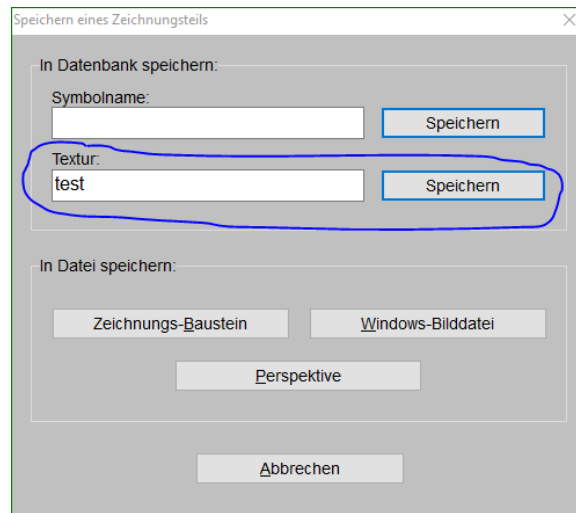 Speichern eines Zeichnungsteils
In Datenbank speichern:
Symbolname:
Speichern
Textur:
test
Speichern
In Datei speichern:
Zeichnungs-Baustein
Windows-Bilddatei
Perspektive
Abbrechen